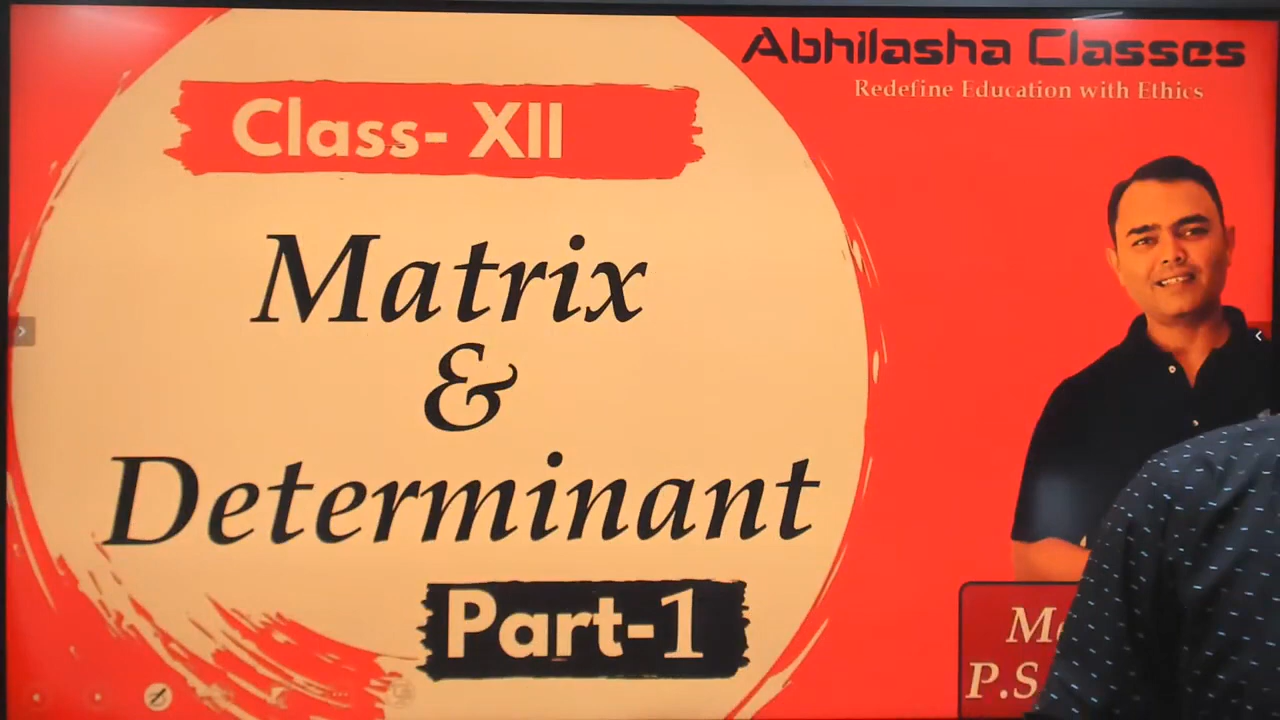 Abhilasha Classes
Redefine Education with Ethics
Class- XII
Matrix
&
Determinant
Part-1
P.S